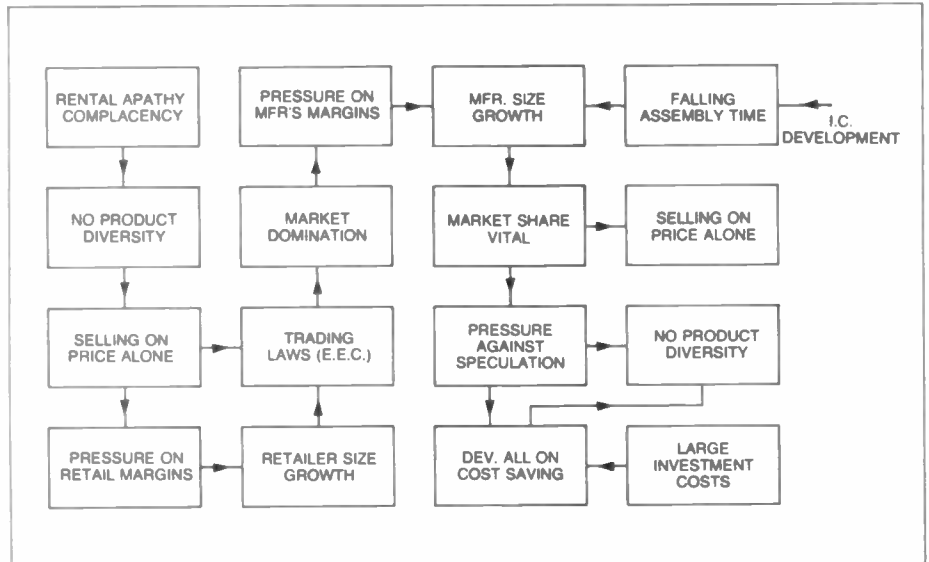 RENTAL APATHY
COMPLACENCY
PRESSURE ON
MFR'S MARGINS
MFR. SIZE
GROWTH
FALLING
ASSEMBLY TIME
I.C.
DEVELOPMENT
NO PRODUCT
DIVERSITY
MARKET
DOMINATION
MARKET SHARE
VITAL
SELLING ON
PRICE ALONE
SELLING ON
PRICE ALONE
TRADING
LAWS (E.E.C.)
PRESSURE
AGAINST
SPECULATION
NO PRODUCT
DIVERSITY
PRESSURE ON
RETAIL MARGINS
RETAILER SIZE
GROWTH
DEV. ALL ON
COST SAVING
LARGE
INVESTMENT
COSTS